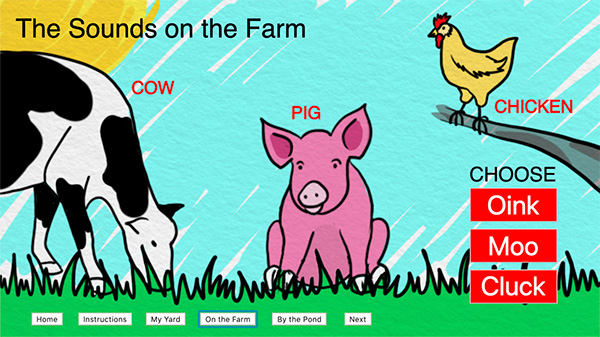 The Sounds on the Farm
COW
PIG
CHICKEN
CHOOSE
Oink
Moo
Cluck
Home
Instructions
My Yard
On the Farm
By the Pond
Next